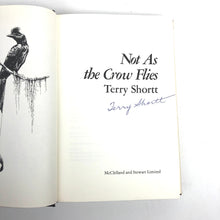 Not As
the Crow Flies
Terry Shortt
Terry Shortt
McClelland and Stewart Limited